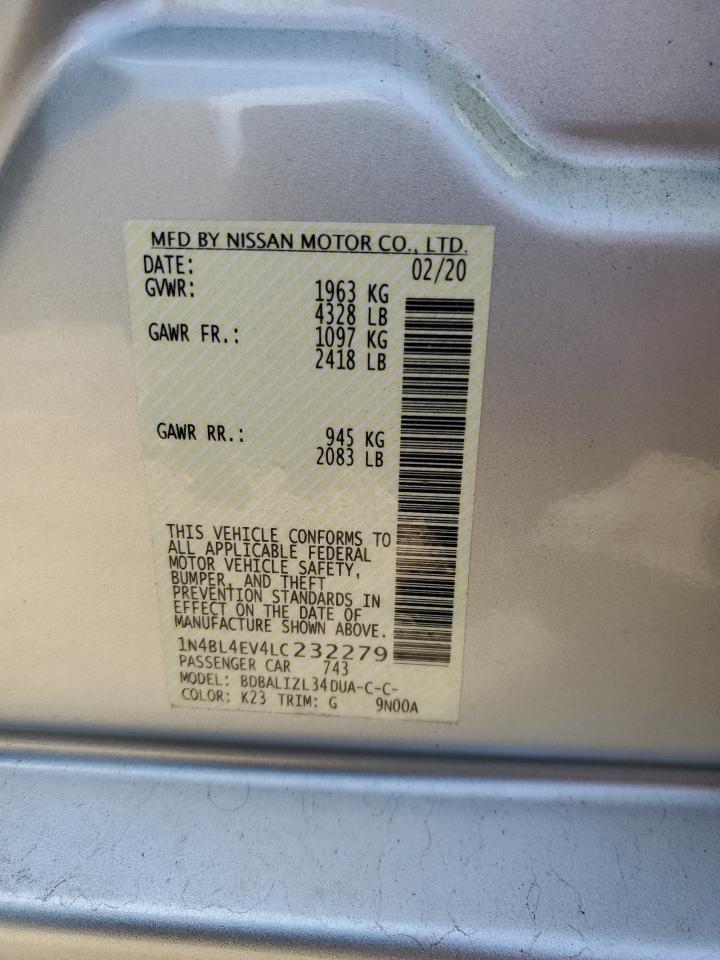 MFD BY NISSAN MOTOR CO., LTD.
DATE: 02/20
GVWR: 1963 KG
4328 LB
GAWR FR.: 1097 KG
2418 LB
GAWR RR.: 945 KG
2083 LB
THIS VEHICLE CONFORMS TO
ALL APPLICABLE FEDERAL
MOTOR VEHICLE SAFETY,
BUMPER, AND THEFT
PREVENTION STANDARDS IN
EFFECT ON THE DATE OF
MANUFACTURE SHOWN ABOVE.
1N4BL4EV4LC232279
PASSENGER CAR 743
MODEL: BDBALIZL34DUA-C-C-
COLOR: K23 TRIM: G 9N00A